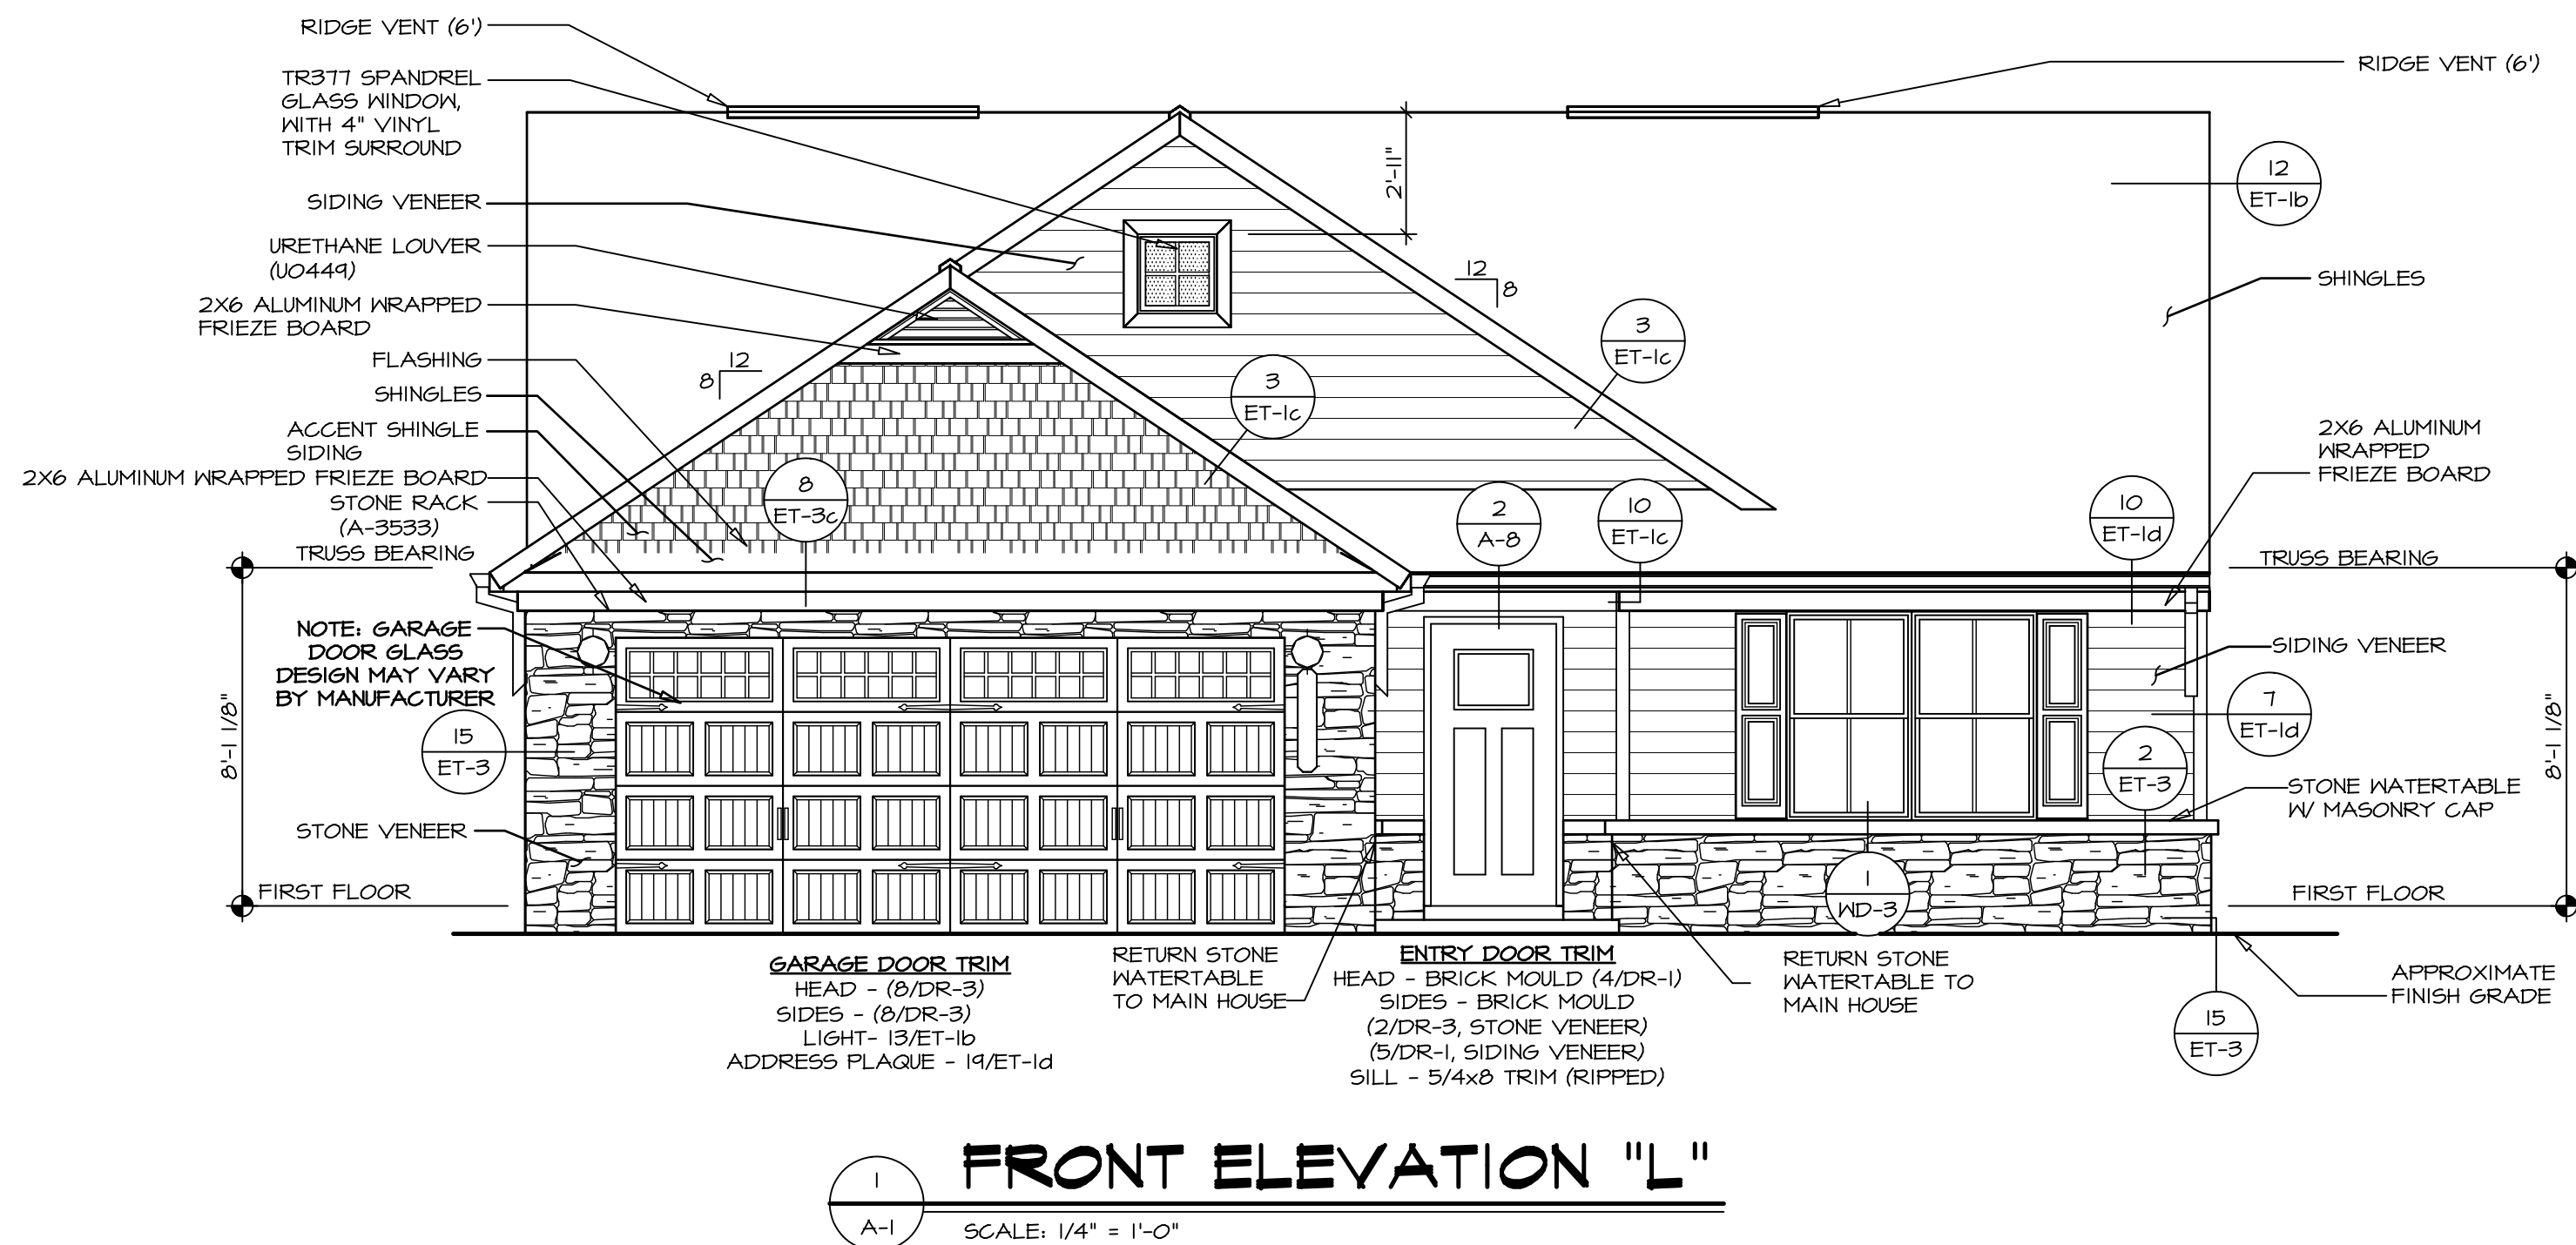 RIDGE VENT (6')
TR377 SPANDREL
GLASS WINDOW,
WITH 4" VINYL
TRIM SURROUND
SIDING VENEER
URETHANE LOUVER
(UO449)
2X6 ALUMINUM WRAPPED
FRIEZE BOARD
FLASHING
SHINGLES
ACCENT SHINGLE
SIDING
2X6 ALUMINUM WRAPPED FRIEZE BOARD
STONE RACK
(A-3533)
TRUSS BEARING
NOTE: GARAGE
DOOR GLASS
DESIGN MAY VARY
BY MANUFACTURER
8'-1 1/8"
15
ET-3
STONE VENEER
FIRST FLOOR
12
8
8
ET-3c
3
ET-1c
2'-11"
12
8
3
ET-1c
2
A-8
10
ET-1c
RIDGE VENT (6')
12
ET-1b
SHINGLES
2X6 ALUMINUM
WRAPPED
FRIEZE BOARD
10
ET-1d
TRUSS BEARING
SIDING VENEER
7
ET-1d
2
ET-3
8'-1 1/8"
STONE WATERTABLE
W/ MASONRY CAP
1
WD-3
FIRST FLOOR
GARAGE DOOR TRIM
HEAD - (8/DR-3)
SIDES - (8/DR-3)
LIGHT- 13/ET-1b
ADDRESS PLAQUE - 19/ET-1d
RETURN STONE
WATERTABLE
TO MAIN HOUSE
ENTRY DOOR TRIM
HEAD - BRICK MOULD (4/DR-1)
SIDES - BRICK MOULD
(2/DR-3, STONE VENEER)
(5/DR-1, SIDING VENEER)
SILL - 5/4x8 TRIM (RIPPED)
RETURN STONE
WATERTABLE TO
MAIN HOUSE
15
ET-3
APPROXIMATE
FINISH GRADE
1
A-1
FRONT ELEVATION "L"
SCALE: 1/4" = 1'-0"